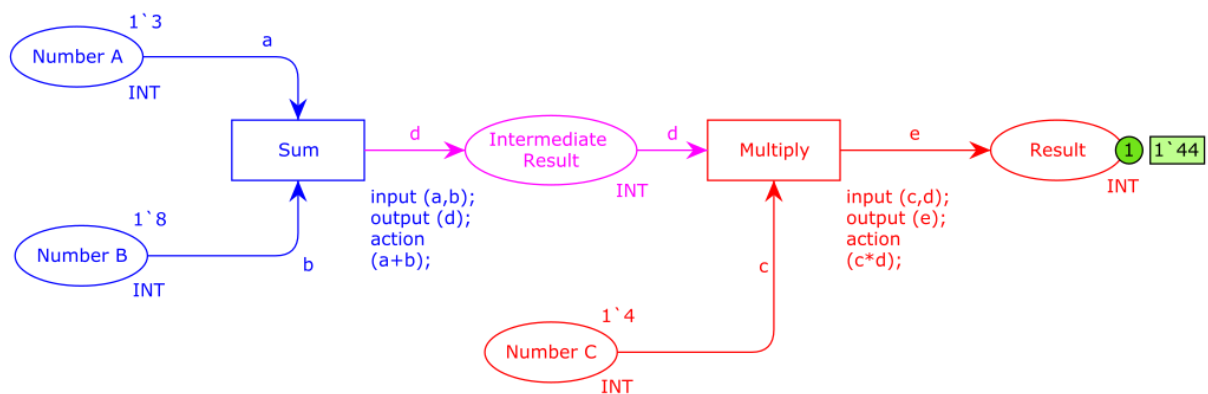 1`3
Number A
a
INT
Sum
1`8
Number B
b
INT
input (a,b);
output (d);
action
(a+b);
d
Intermediate
Result
INT
d
Multiply
input (c,d);
output (e);
action
(c*d);
c
1`4
Number C
INT
e
Result
1
1`44
INT